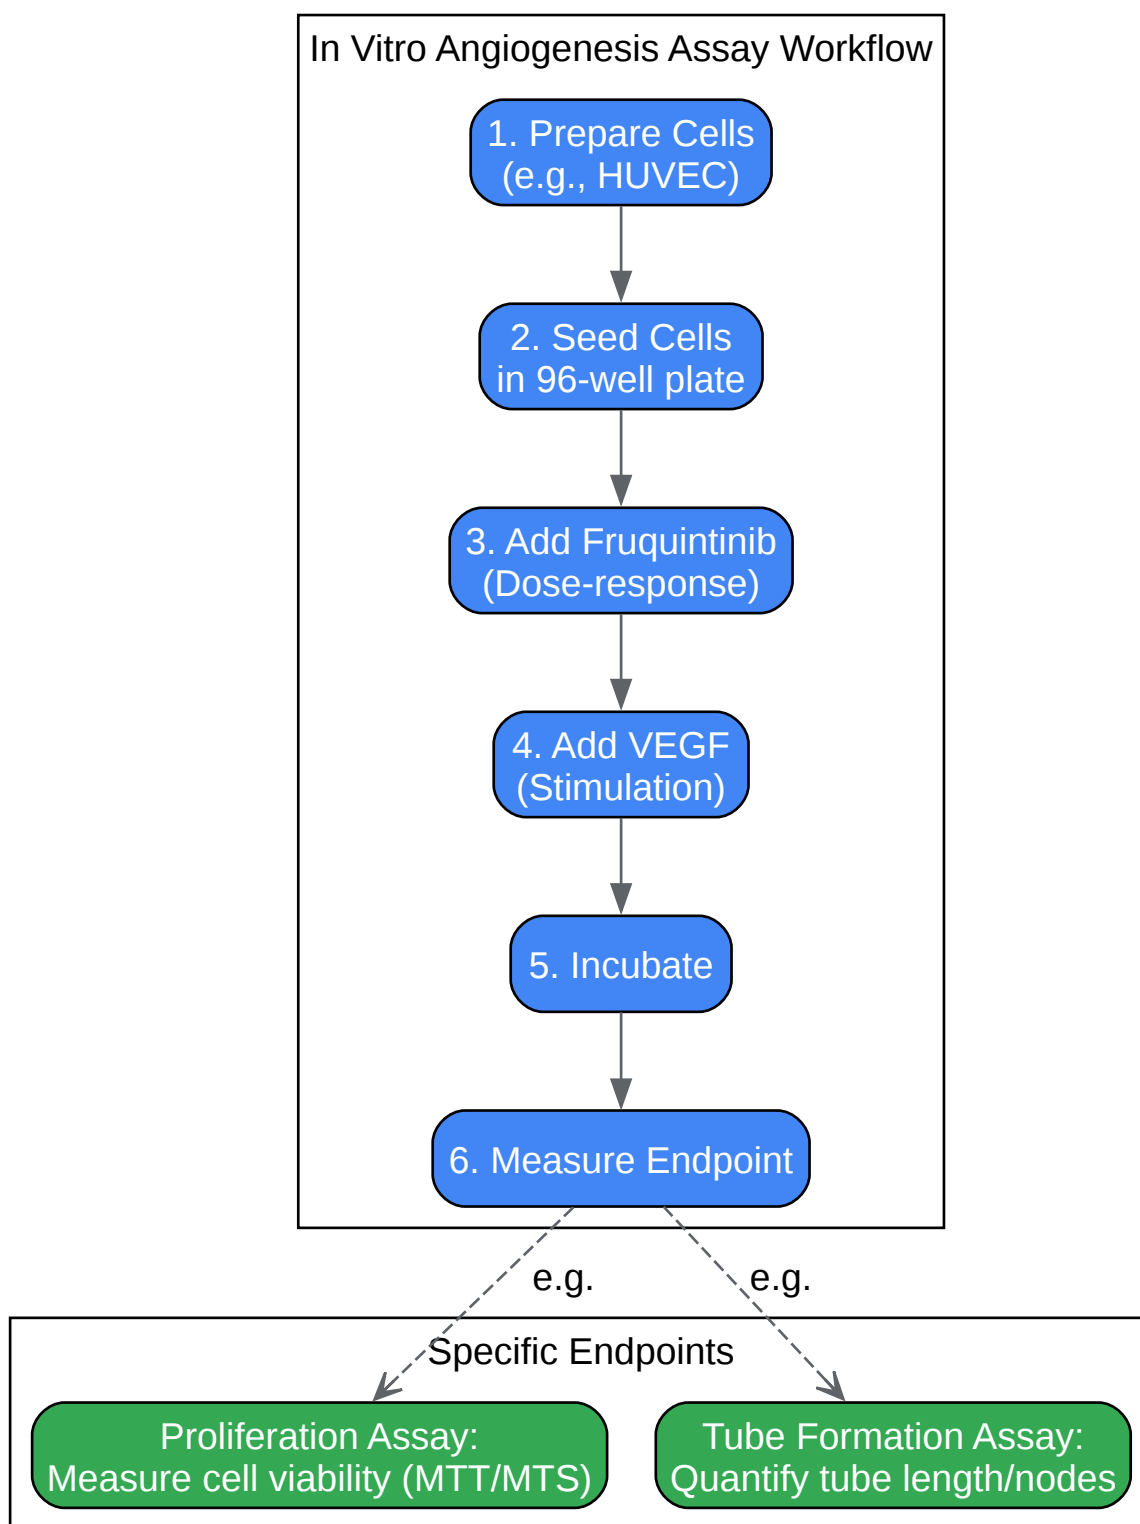 In Vitro Angiogenesis Assay Workflow
1. Prepare Cells
(e.g., HUVEC)
2. Seed Cells
in 96-well plate
3. Add Fruquintinib
(Dose-response)
4. Add VEGF
(Stimulation)
5. Incubate
6. Measure Endpoint
e.g.
e.g.
Specific Endpoints
Proliferation Assay:
Measure cell viability (MTT/MTS)
Tube Formation Assay:
Quantify tube length/nodes